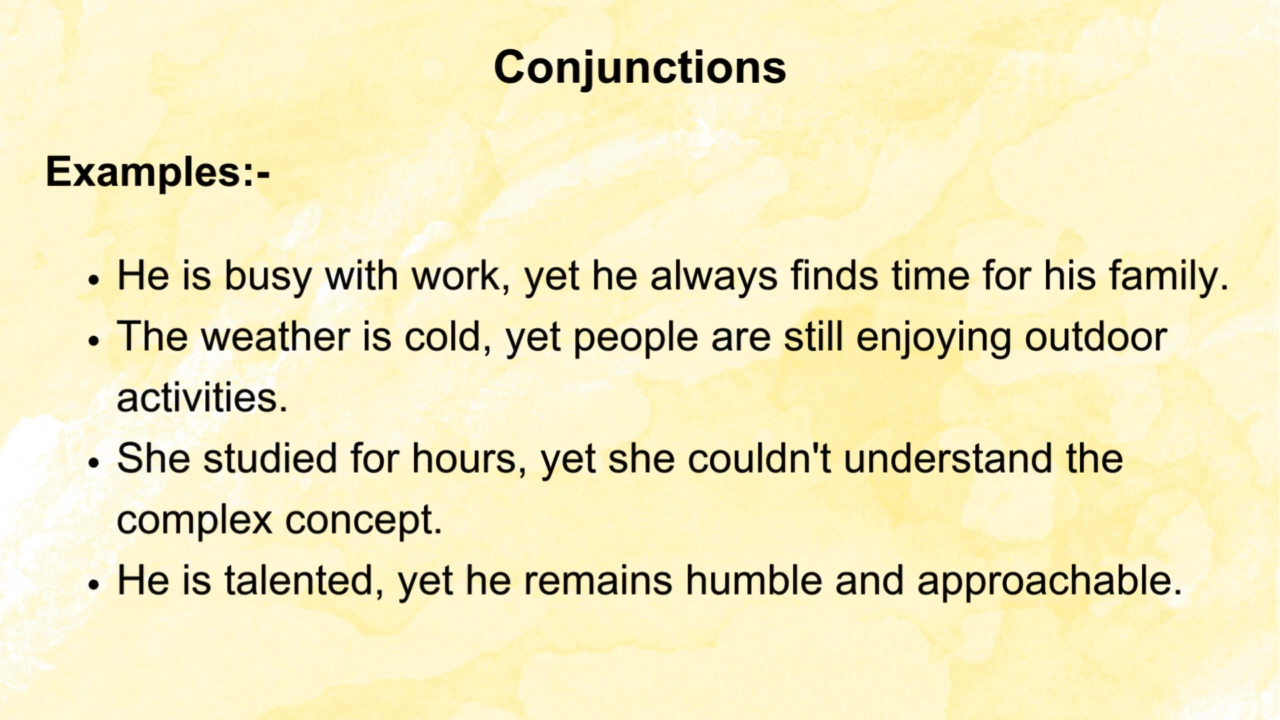 Conjunctions
Examples:-
• He is busy with work, yet he always finds time for his family.
• The weather is cold, yet people are still enjoying outdoor
activities.
• She studied for hours, yet she couldn't understand the
complex concept.
• He is talented, yet he remains humble and approachable.